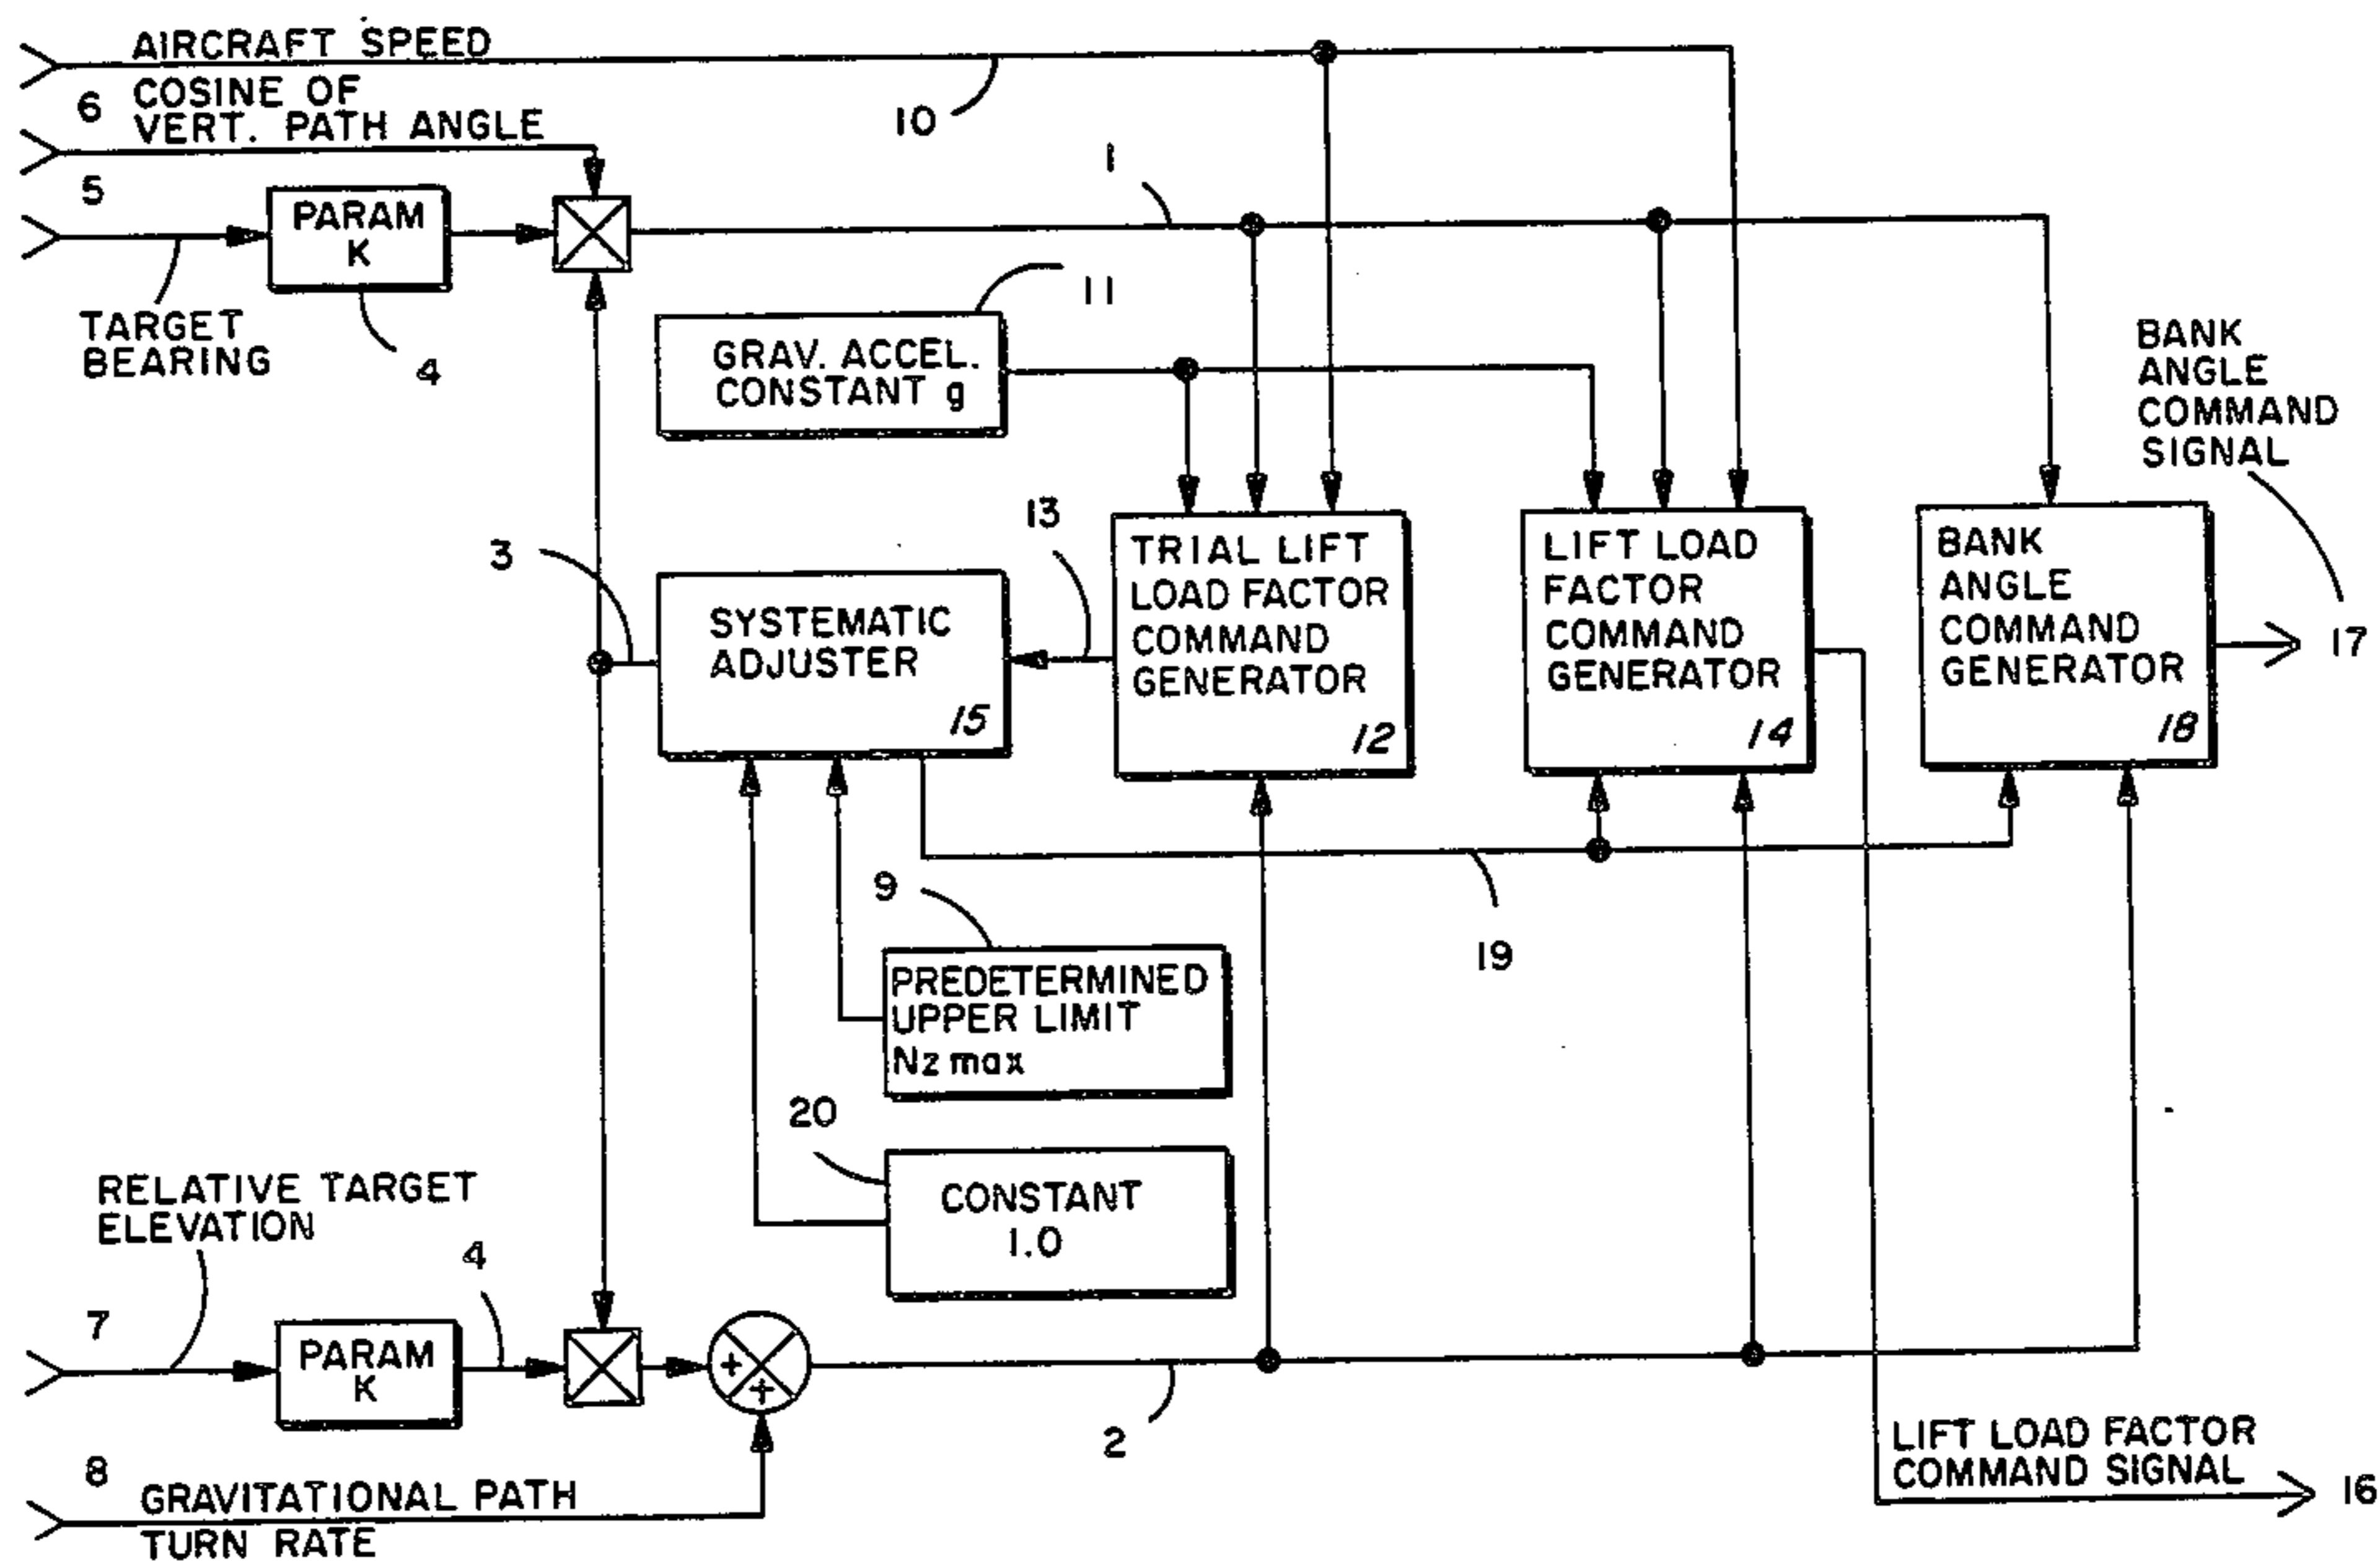 AIRCRAFT SPEED
6 COSINE OF
VERT. PATH ANGLE
10
1
5
PARAM
K
TARGET
BEARING
4
11
GRAV. ACCEL.
CONSTANT g
BANK
ANGLE
COMMAND
SIGNAL
3
13
SYSTEMATIC
ADJUSTER
15
TRIAL LIFT
LOAD FACTOR
COMMAND
GENERATOR
12
LIFT LOAD
FACTOR
COMMAND
GENERATOR
14
BANK
ANGLE
COMMAND
GENERATOR
18
17
9
PREDETERMINED
UPPER LIMIT
Nz max
19
20
CONSTANT
1.0
RELATIVE TARGET
ELEVATION
4
7
PARAM
K
+
+
2
8
GRAVITATIONAL PATH
TURN RATE
LIFT LOAD FACTOR
COMMAND SIGNAL
16